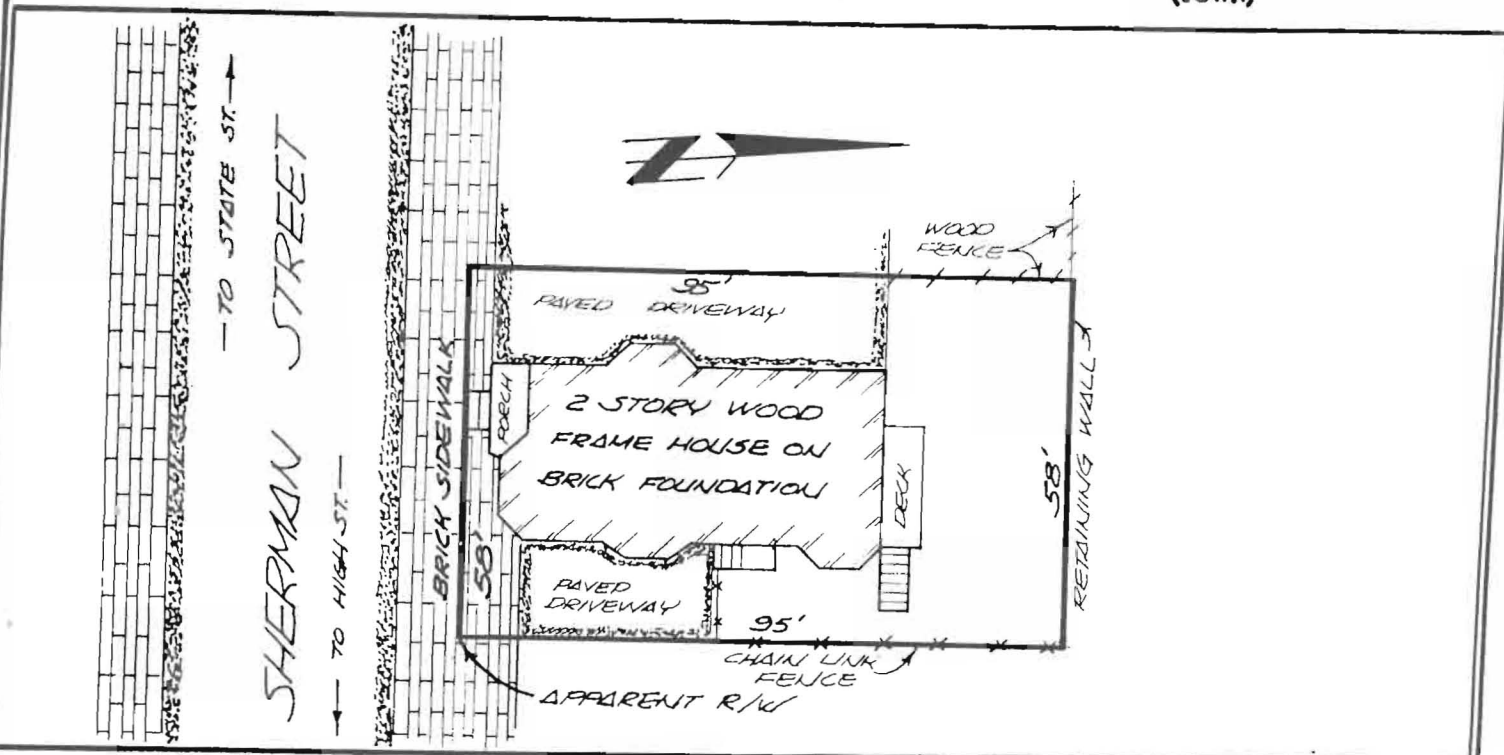 — TO STATE ST. →
SHERMAN STREET
← TO HIGH ST. —
BRICK SIDEWALK
58'
95'
PAVED DRIVEWAY
WOOD
FENCE
PORCH
2 STORY WOOD
FRAME HOUSE ON
BRICK FOUNDATION
DECK
58'
RETAINING WALL
PAVED
DRIVEWAY
95'
CHAIN LINK
FENCE
APPARENT R/W